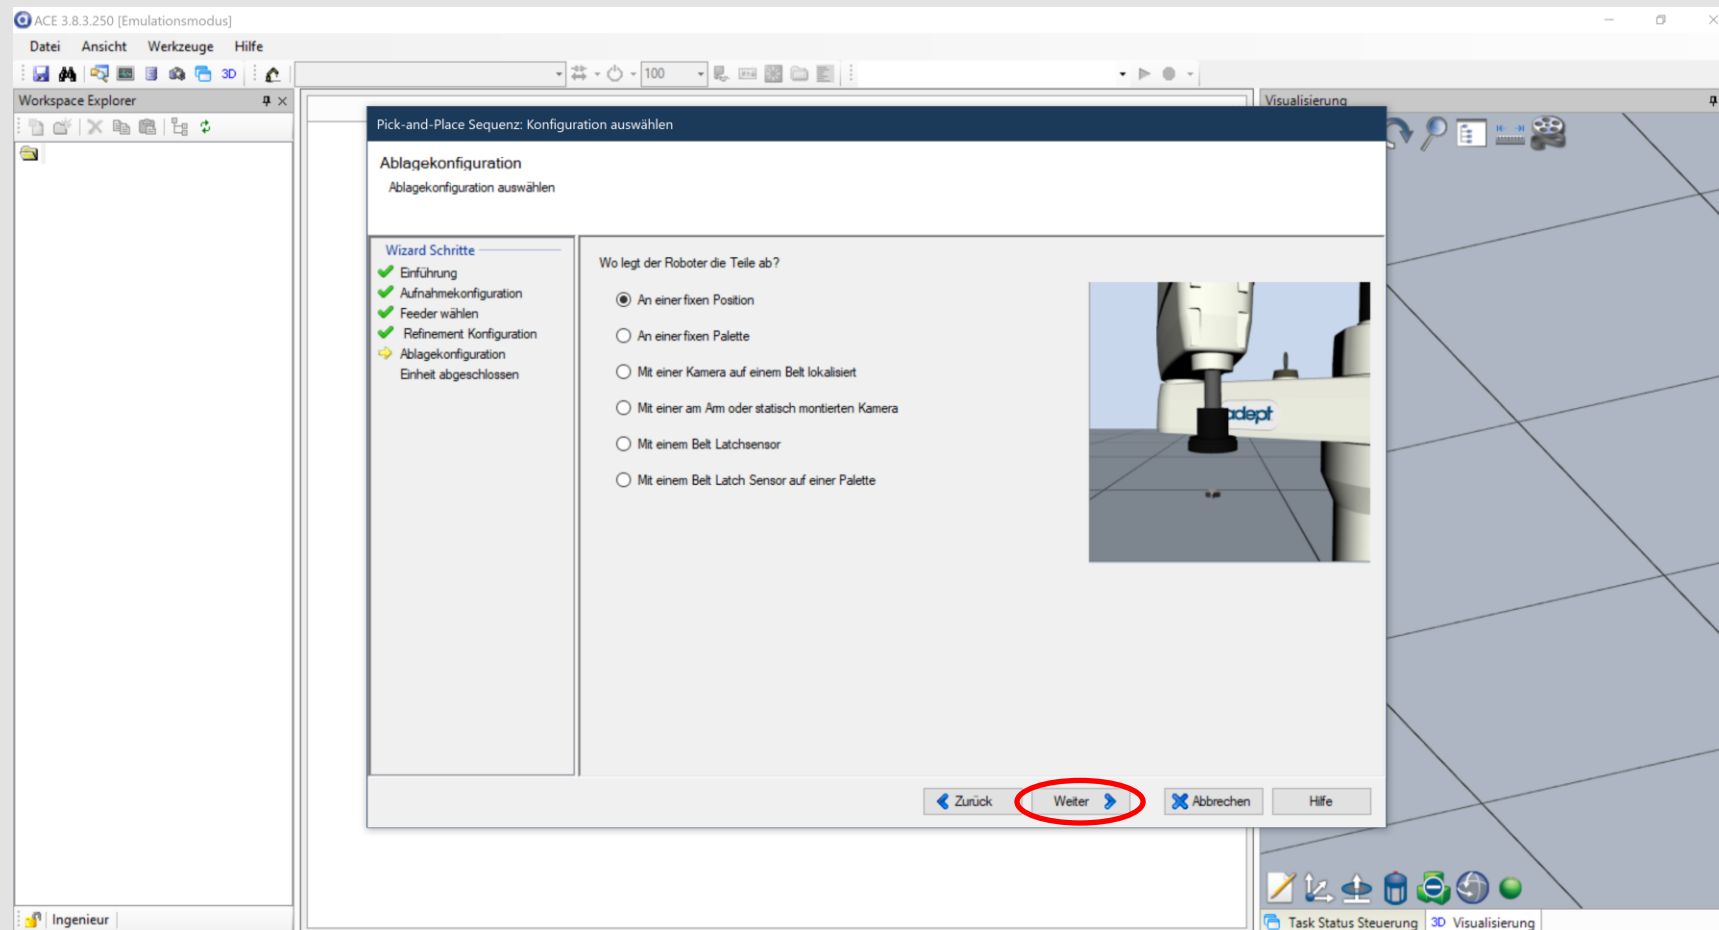 ACE 3.8.3.250 [Emulationsmodus]
Datei Ansicht Werkzeuge Hilfe
3D 100
Workspace Explorer
Visualisierung
Pick-and-Place Sequenz: Konfiguration auswählen
Ablagekonfiguration
Ablagekonfiguration auswählen
Wizard Schritte
Einführung
Aufnahmekonfiguration
Feeder wählen
Refinement Konfiguration
Ablagekonfiguration
Einheit abgeschlossen
Wo legt der Roboter die Teile ab?
An einer fixen Position
An einer fixen Palette
Mit einer Kamera auf einem Belt lokalisiert
Mit einer am Arm oder statisch montierten Kamera
Mit einem Belt Latchsensor
Mit einem Belt Latch Sensor auf einer Palette
adept
Zurück Weiter Abbrechen Hilfe
Ingenieur
Task Status Steuerung 3D Visualisierung